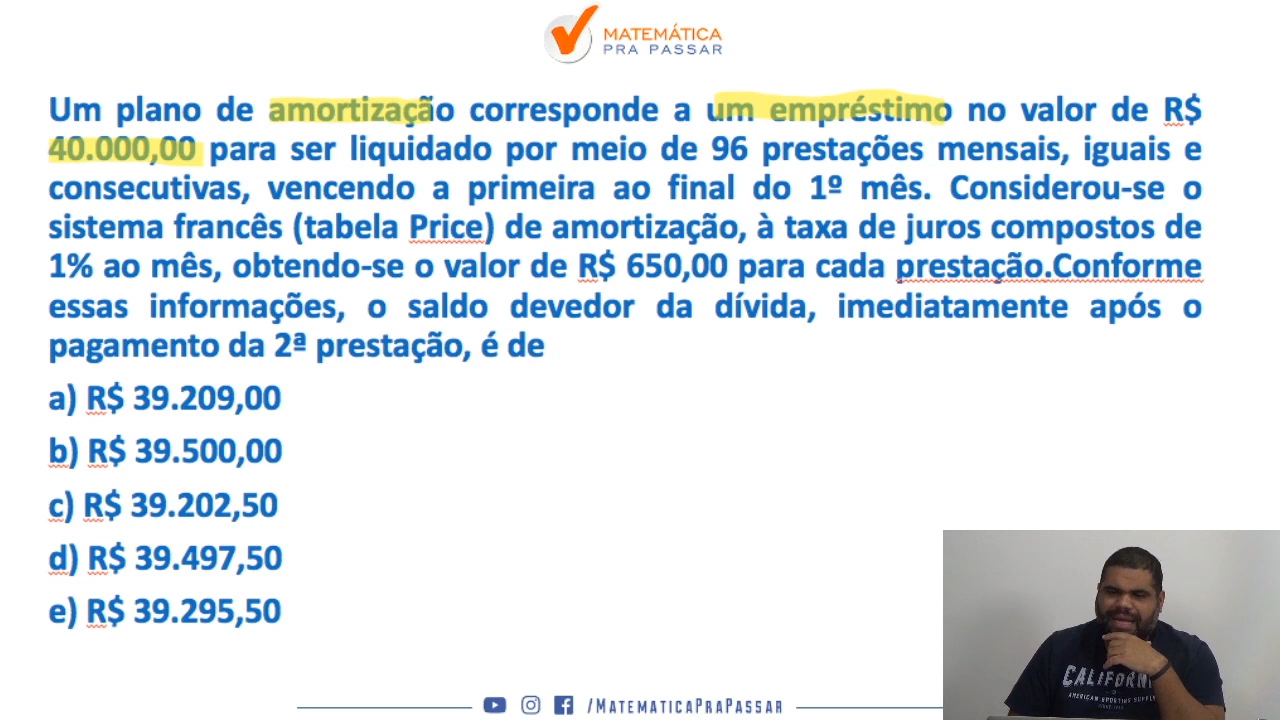 MATEMÁTICA
PRA PASSAR
Um plano de amortização corresponde a um empréstimo no valor de R$
40.000,00 para ser liquidado por meio de 96 prestações mensais, iguais e
consecutivas, vencendo a primeira ao final do 1º mês. Considerou-se o
sistema francês (tabela Price) de amortização, à taxa de juros compostos de
1% ao mês, obtendo-se o valor de R$ 650,00 para cada prestação.Conforme
essas informações, o saldo devedor da dívida, imediatamente após o
pagamento da 2ª prestação, é de
a) R$ 39.209,00
b) R$ 39.500,00
c) R$ 39.202,50
d) R$ 39.497,50
e) R$ 39.295,50
CALIFORNI
AMERICAN SPORTING SUPPLY
/MATEMATICAPRAPASSAR